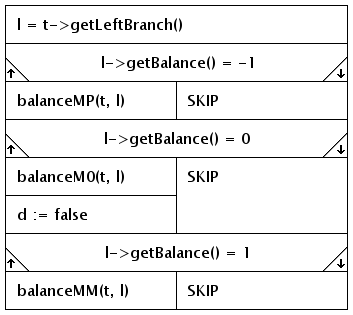 l = t->getLeftBranch()
l->getBalance() = -1
balanceMP(t, l) SKIP
l->getBalance() = 0
balanceM0(t, l) SKIP
d := false
l->getBalance() = 1
balanceMM(t, l) SKIP